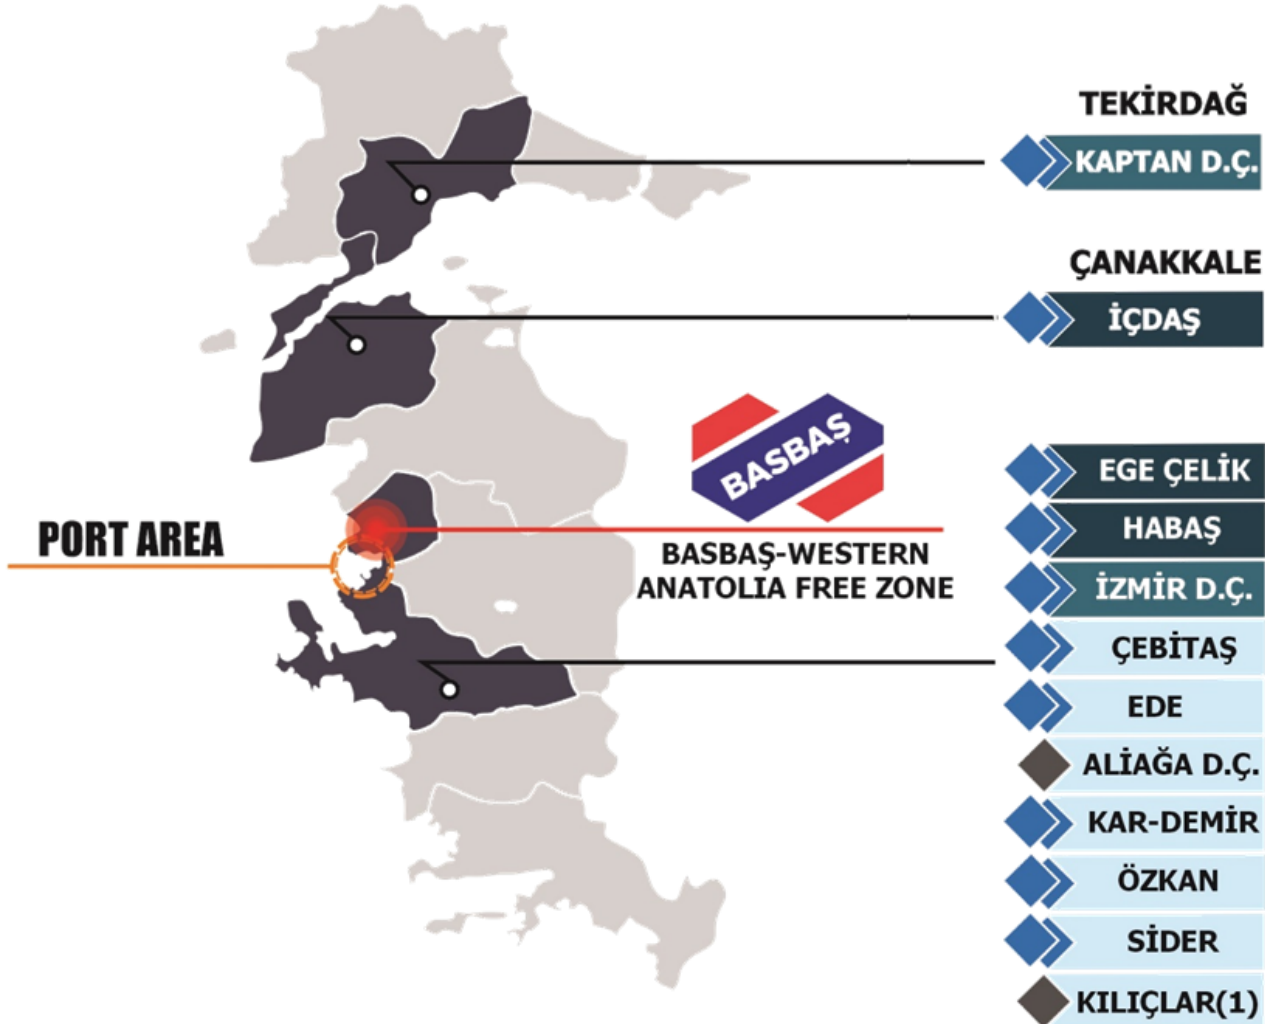 TEKİRDAĞ
KAPTAN D.Ç.
ÇANAKKALE
İÇDAŞ
BASBAŞ
BASBAŞ-WESTERN
ANATOLIA FREE ZONE
PORT AREA
EGE ÇELİK
HABAŞ
İZMİR D.Ç.
ÇEBİTAŞ
EDE
ALİAĞA D.Ç.
KAR-DEMİR
ÖZKAN
SİDER
KILIÇLAR(1)